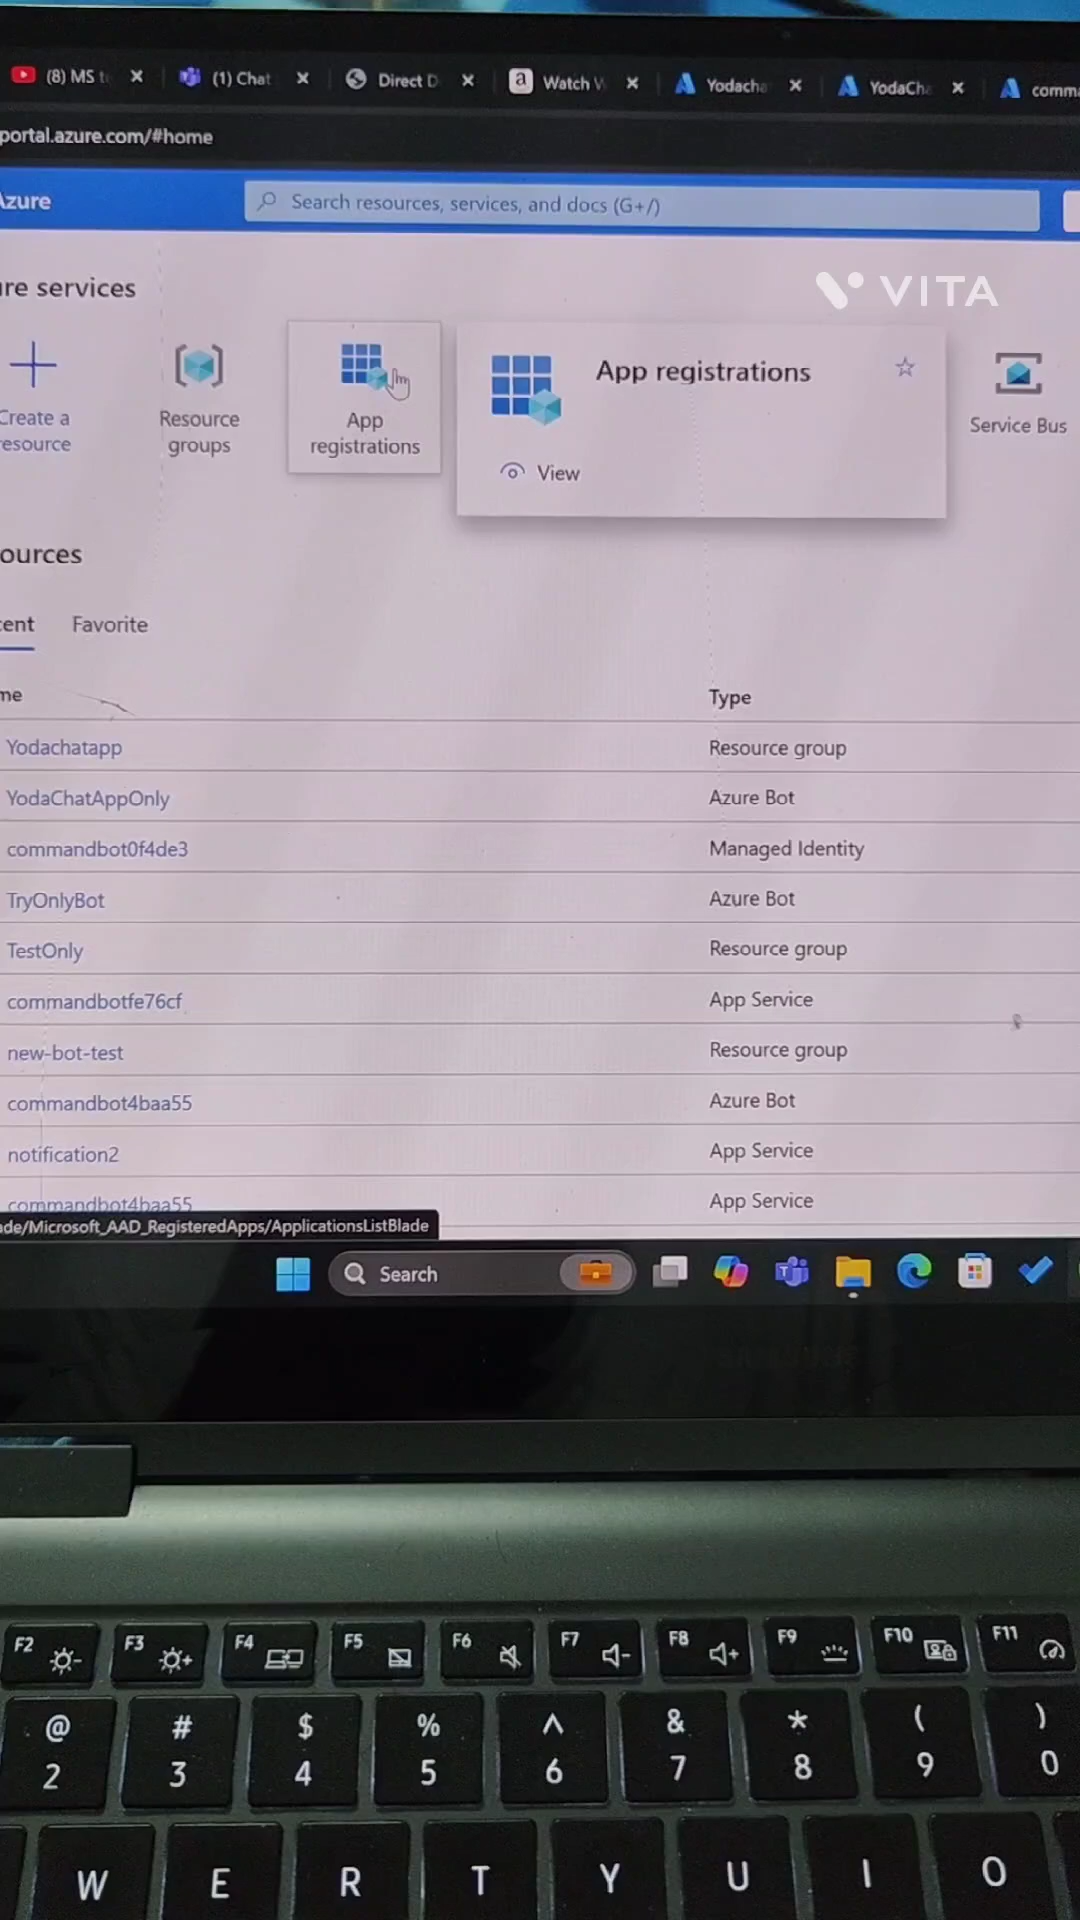 (8) MS t
(1) Chat
Direct D
Watch
Yodacha
YodaCha
comm
portal.azure.com/#home
Azure
Search resources, services, and docs (G+/)
re services
VITA
Create a
resource
Resource
groups
App
registrations
App registrations
View
Service Bus
ources
cent
Favorite
me
Type
Yodachatapp
Resource group
YodaChatAppOnly
Azure Bot
commandbot0f4de3
Managed Identity
TryOnlyBot
Azure Bot
TestOnly
Resource group
commandbotfe76cf
App Service
new-bot-test
Resource group
commandbot4baa55
Azure Bot
notification2
App Service
commandbot4baa55
App Service
ade/Microsoft_AAD_RegisteredApps/ApplicationsListBlade
Search
F2
F3
F4
F5
F6
F7
F8
F9
F10
F11
@ # $ % ^ & * ( )
2 3 4 5 6 7 8 9 0
W E R T Y U I O